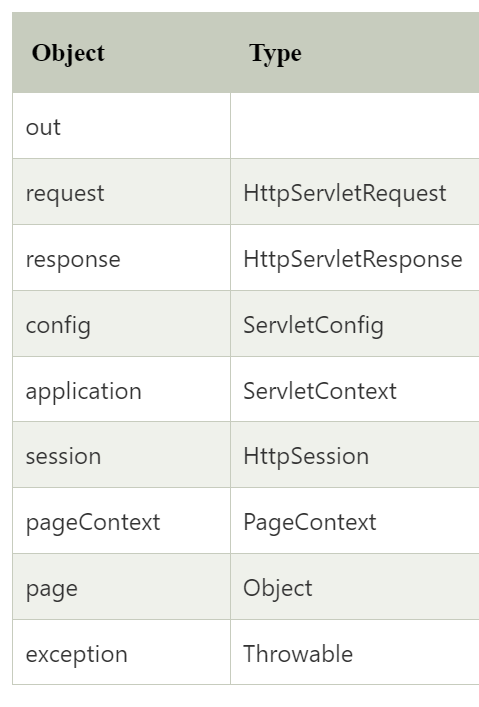 Object Type
out
request HttpServletRequest
response HttpServletResponse
config ServletConfig
application ServletContext
session HttpSession
pageContext PageContext
page Object
exception Throwable